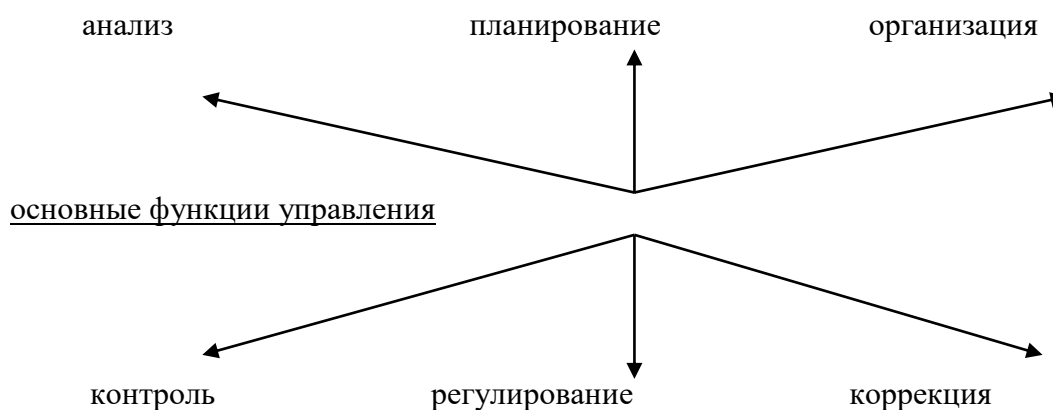 анализ планирование организация
основные функции управления
контроль регулирование коррекция